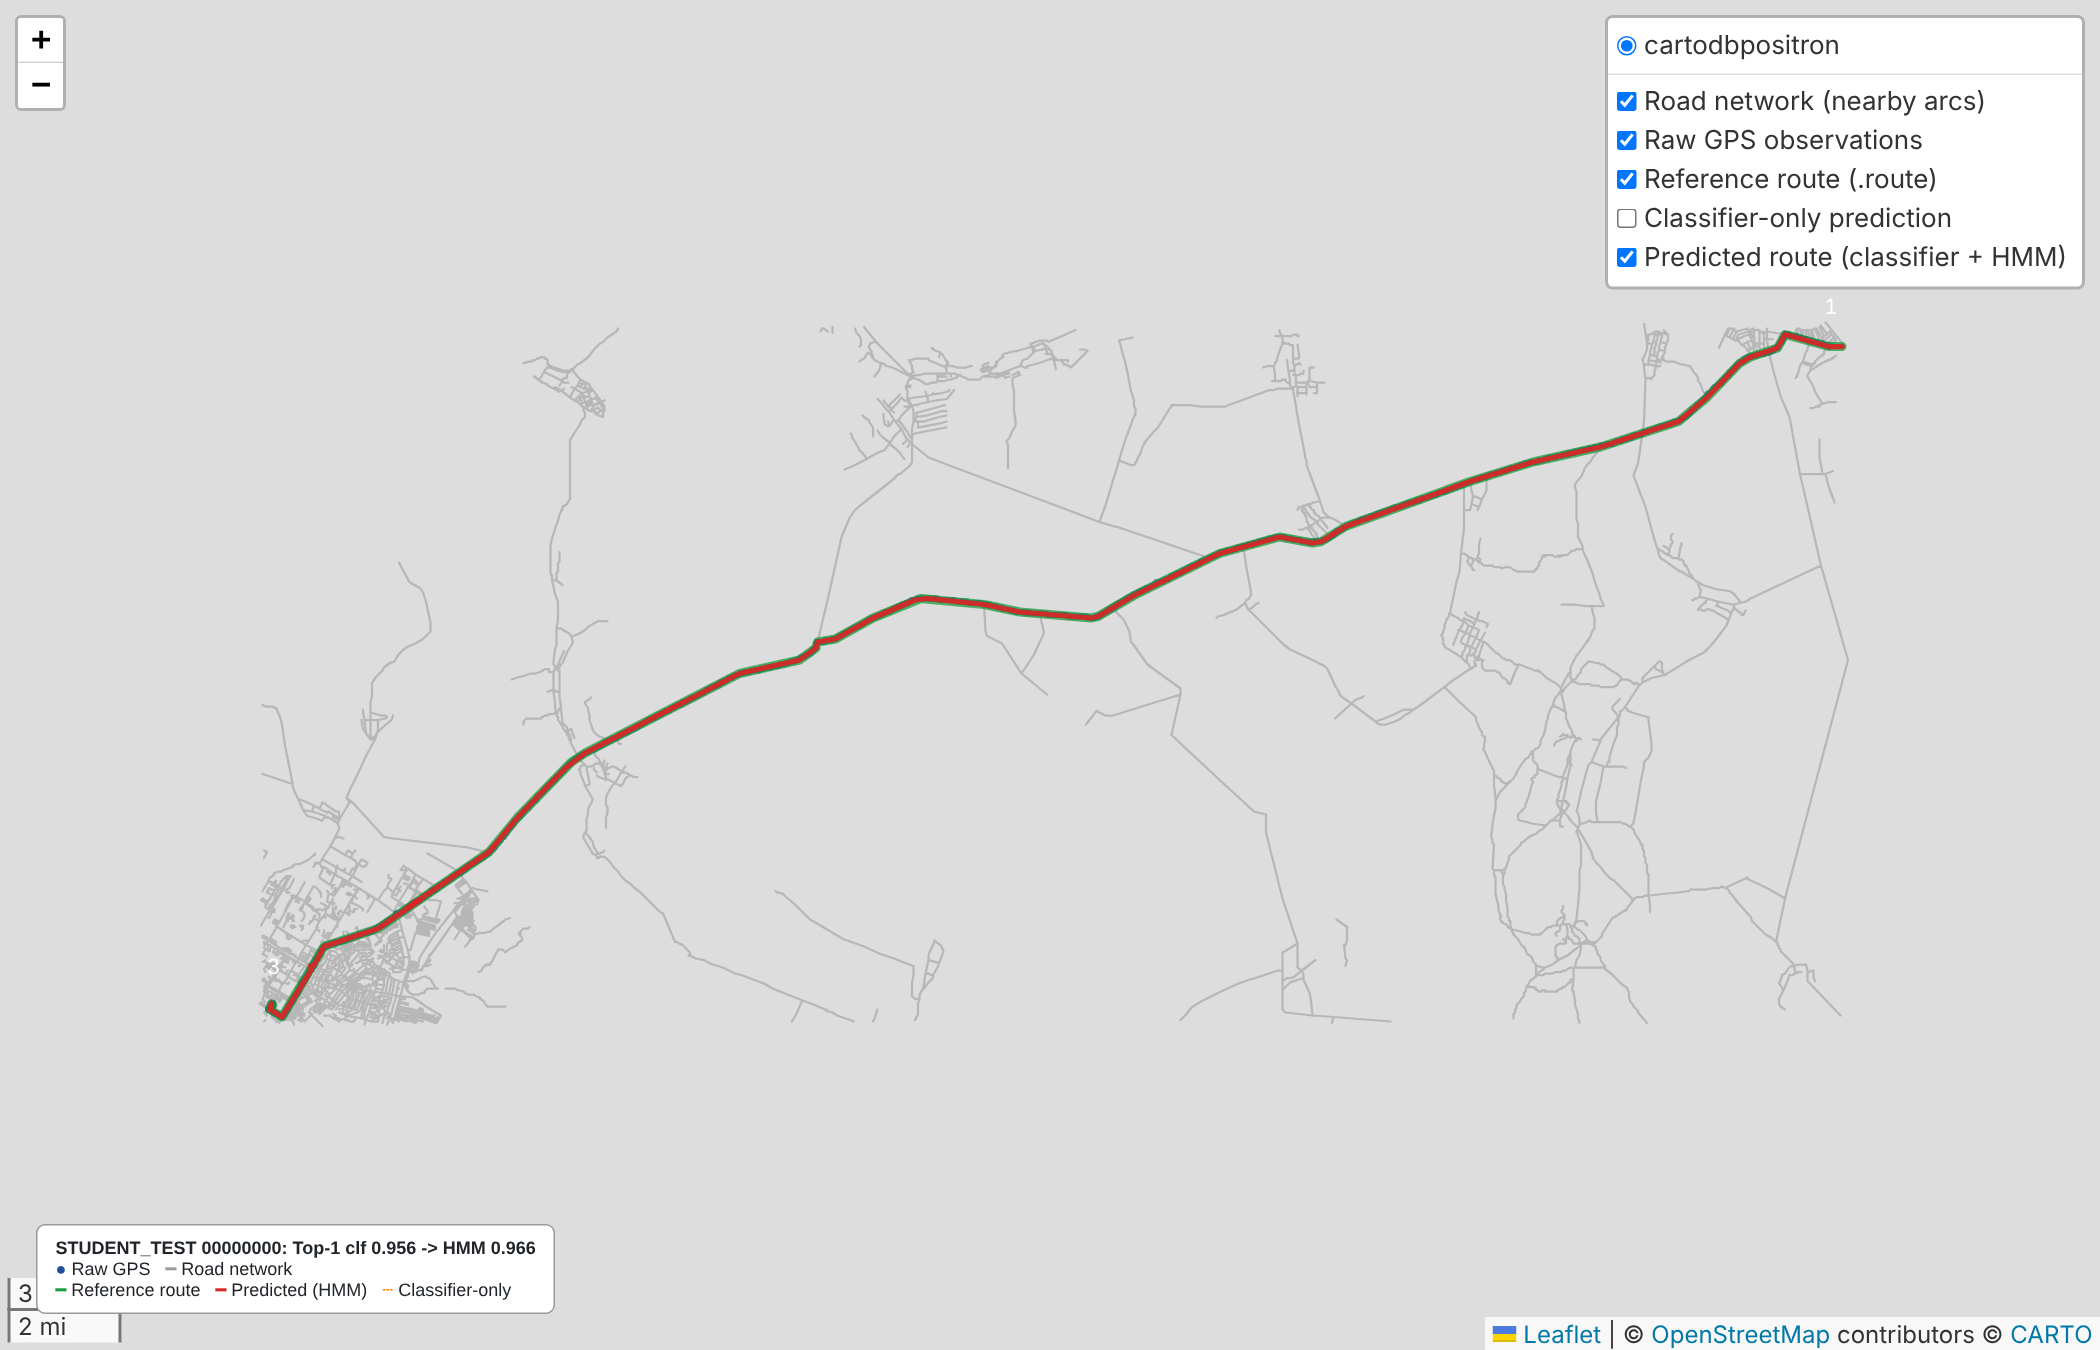 +
−
cartodbpositron
Road network (nearby arcs)
Raw GPS observations
Reference route (.route)
Classifier-only prediction
Predicted route (classifier + HMM)
1
3
STUDENT_TEST 00000000: Top-1 clf 0.956 -> HMM 0.966
Raw GPS Road network
Reference route Predicted (HMM) Classifier-only
3
2 mi
Leaflet | © OpenStreetMap contributors © CARTO